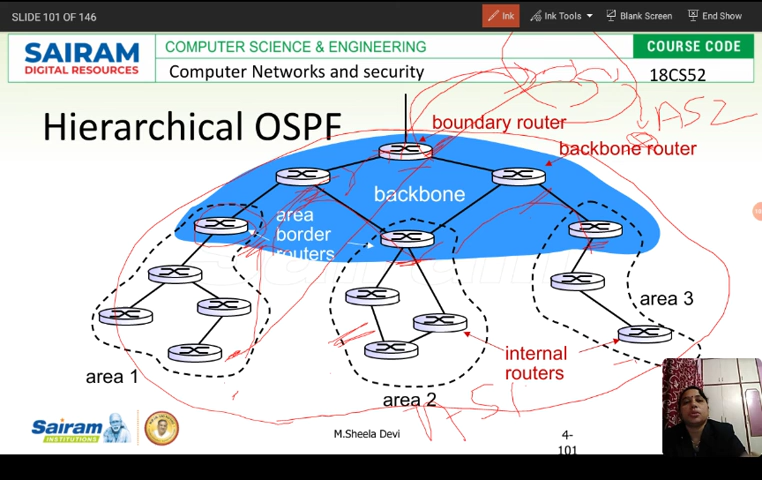 SLIDE 101 OF 146
Ink
Ink Tools
Blank Screen
End Show
SAIRAM
DIGITAL RESOURCES
COMPUTER SCIENCE & ENGINEERING
Computer Networks and security
COURSE CODE
18CS52
Hierarchical OSPF
boundary router
AS2
backbone router
backbone
area
border
routers
area 3
internal
routers
area 1
area 2
AS1
Sairam
INSTITUTIONS
M.Sheela Devi
4-
101